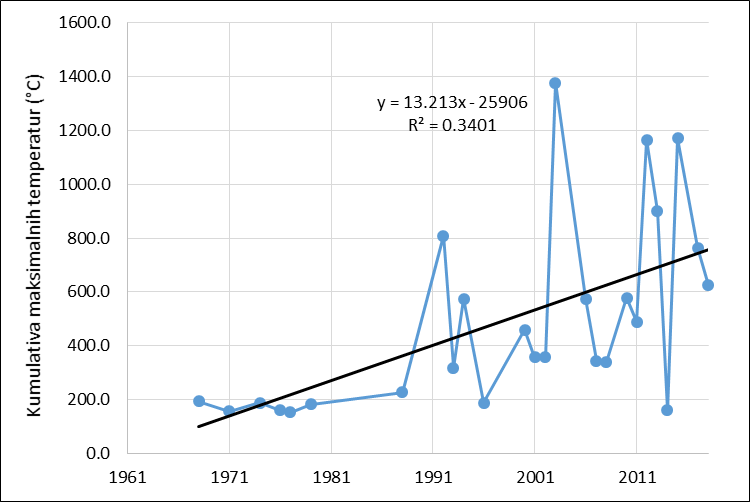 Kumulativa maksimalnih temperatur (°C)
1600.0
1400.0
1200.0
1000.0
800.0
600.0
400.0
200.0
0.0
y = 13.213x - 25906
R² = 0.3401
1961 1971 1981 1991 2001 2011